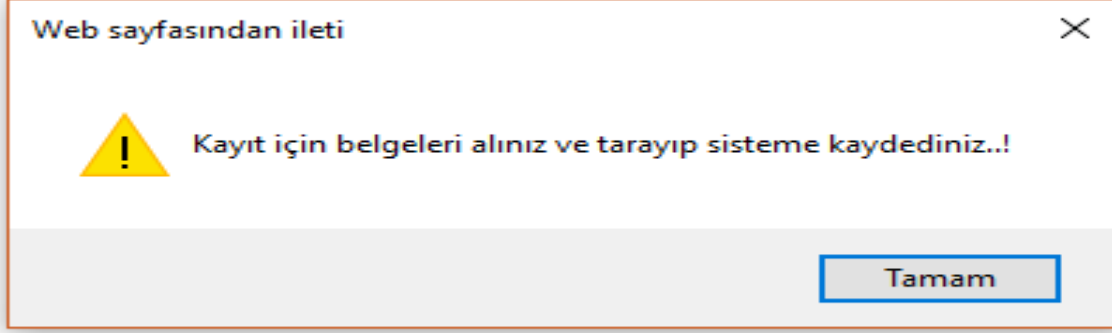 Web sayfasından ileti
Kayıt için belgeleri alınız ve tarayıp sisteme kaydediniz..!
Tamam